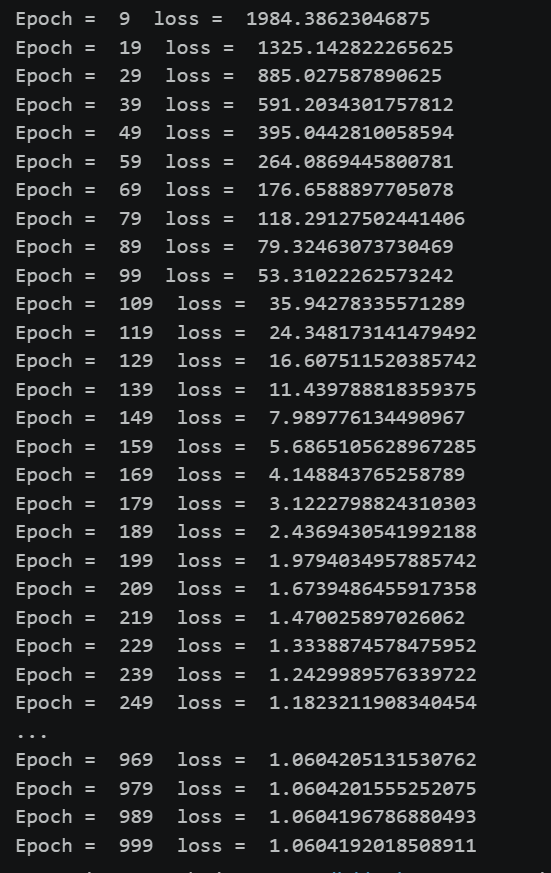 Epoch =  9  loss =  1984.38623046875
Epoch =  19  loss =  1325.142822265625
Epoch =  29  loss =  885.027587890625
Epoch =  39  loss =  591.2034301757812
Epoch =  49  loss =  395.0442810058594
Epoch =  59  loss =  264.0869445800781
Epoch =  69  loss =  176.6588897705078
Epoch =  79  loss =  118.29127502441406
Epoch =  89  loss =  79.32463073730469
Epoch =  99  loss =  53.31022262573242
Epoch =  109  loss =  35.94278335571289
Epoch =  119  loss =  24.348173141479492
Epoch =  129  loss =  16.607511520385742
Epoch =  139  loss =  11.439788818359375
Epoch =  149  loss =  7.989776134490967
Epoch =  159  loss =  5.6865105628967285
Epoch =  169  loss =  4.148843765258789
Epoch =  179  loss =  3.1222798824310303
Epoch =  189  loss =  2.4369430541992188
Epoch =  199  loss =  1.9794034957885742
Epoch =  209  loss =  1.6739486455917358
Epoch =  219  loss =  1.470025897026062
Epoch =  229  loss =  1.3338874578475952
Epoch =  239  loss =  1.2429989576339722
Epoch =  249  loss =  1.1823211908340454
...
Epoch =  969  loss =  1.0604205131530762
Epoch =  979  loss =  1.0604201555252075
Epoch =  989  loss =  1.0604196786880493
Epoch =  999  loss =  1.0604192018508911